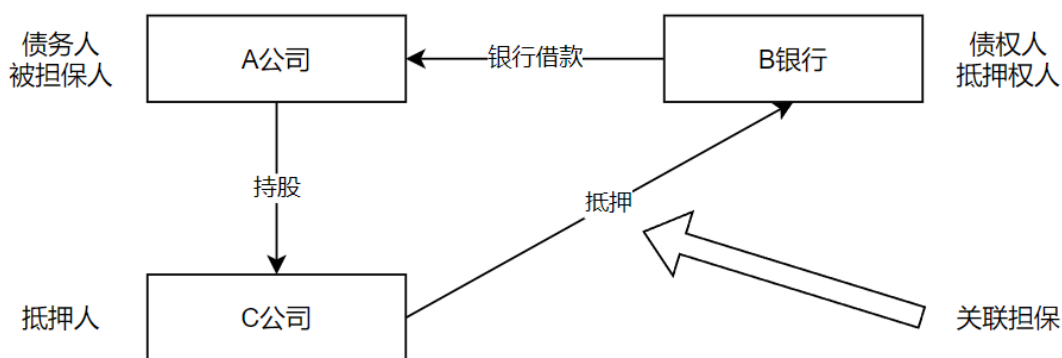 债务人
被担保人
A公司
银行借款
B银行
债权人
抵押权人
持股
抵押
抵押人
C公司
关联担保